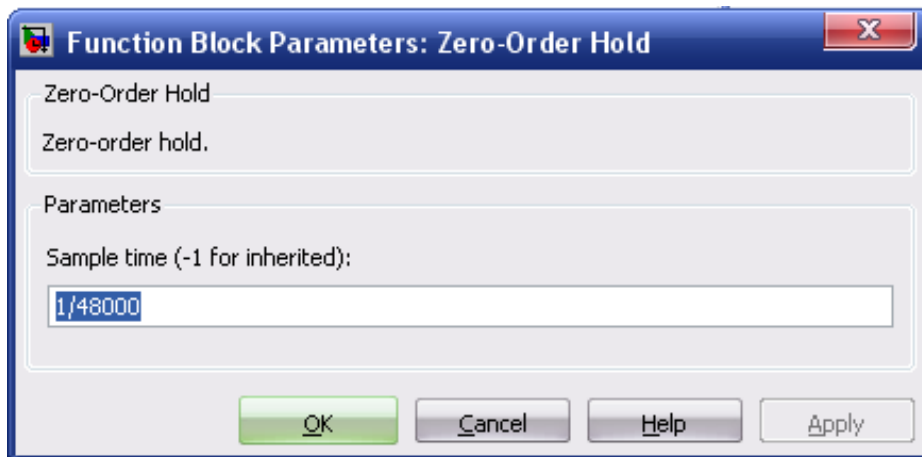 Function Block Parameters: Zero-Order Hold
Zero-Order Hold
Zero-order hold.
Parameters
Sample time (-1 for inherited):
1/48000
OK Cancel Help Apply